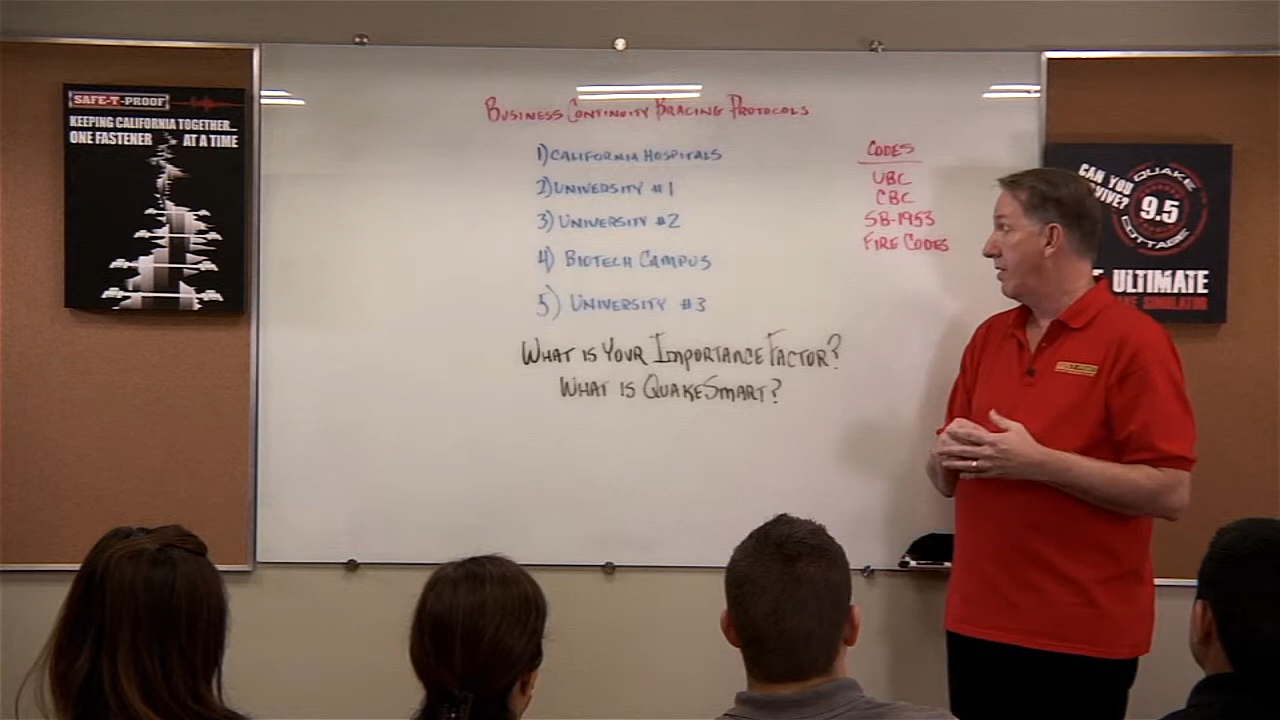 SAFE-T-PROOF
KEEPING CALIFORNIA TOGETHER...
ONE FASTENER AT A TIME
BUSINESS CONTINUITY BRACING PROTOCOLS
1) CALIFORNIA HOSPITALS
2) UNIVERSITY #1
3) UNIVERSITY #2
4) BIOTECH CAMPUS
5) UNIVERSITY #3
WHAT IS YOUR IMPORTANCE FACTOR?
WHAT IS QUAKESMART?
CODES
UBC
CBC
SB-1953
FIRE CODES
CAN YOU
QUAKE
9.5
COTTAGE
ULTIMATE
SIMULATOR